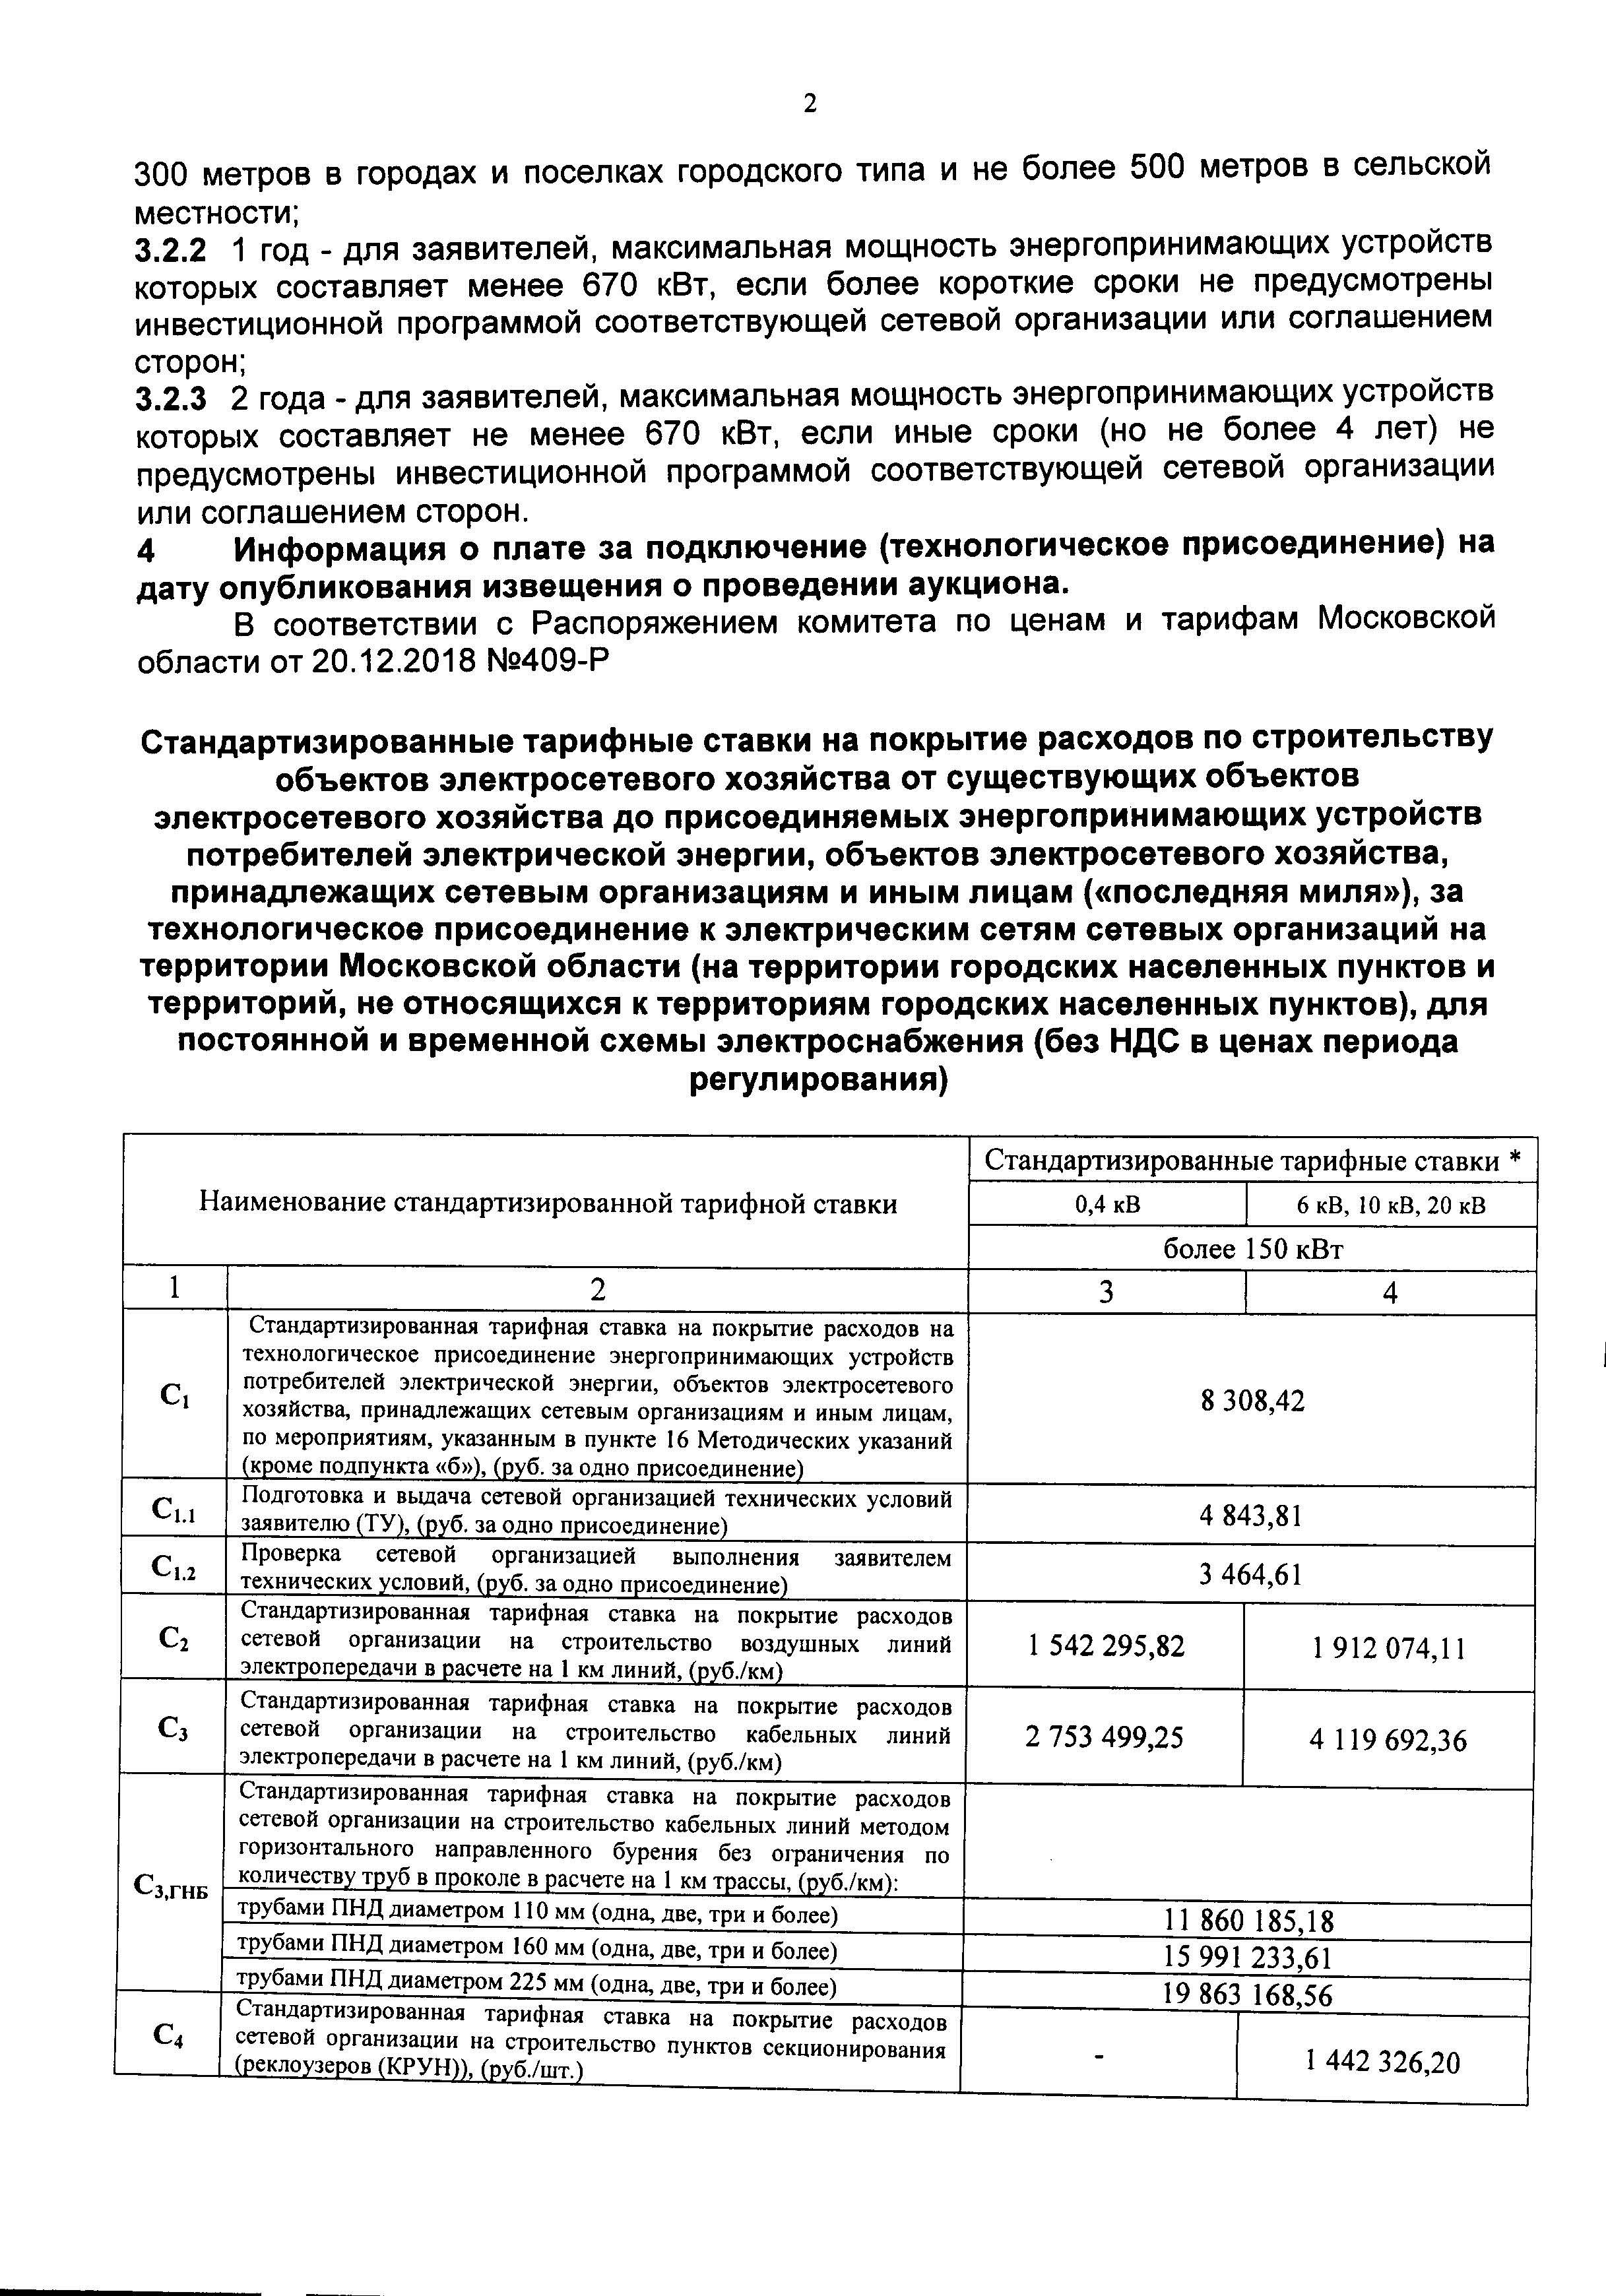 2
300 метров в городах и поселках городского типа и не более 500 метров в сельской
местности;
3.2.2 1 год - для заявителей, максимальная мощность энергопринимающих устройств
которых составляет менее 670 кВт, если более короткие сроки не предусмотрены
инвестиционной программой соответствующей сетевой организации или соглашением
сторон;
3.2.3 2 года - для заявителей, максимальная мощность энергопринимающих устройств
которых составляет не менее 670 кВт, если иные сроки (но не более 4 лет) не
предусмотрены инвестиционной программой соответствующей сетевой организации
или соглашением сторон.
4 Информация о плате за подключение (технологическое присоединение) на
дату опубликования извещения о проведении аукциона.
В соответствии с Распоряжением комитета по ценам и тарифам Московской
области от 20.12.2018 №409-Р
Стандартизированные тарифные ставки на покрытие расходов по строительству
объектов электросетевого хозяйства от существующих объектов
электросетевого хозяйства до присоединяемых энергопринимающих устройств
потребителей электрической энергии, объектов электросетевого хозяйства,
принадлежащих сетевым организациям и иным лицам («последняя миля»), за
технологическое присоединение к электрическим сетям сетевых организаций на
территории Московской области (на территории городских населенных пунктов и
территорий, не относящихся к территориям городских населенных пунктов), для
постоянной и временной схемы электроснабжения (без НДС в ценах периода
регулирования)
Наименование стандартизированной тарифной ставки
Стандартизированные тарифные ставки *
0,4 кВ 6 кВ, 10 кВ, 20 кВ
более 150 кВт
1 2 3 4
С1
Стандартизированная тарифная ставка на покрытие расходов на
технологическое присоединение энергопринимающих устройств
потребителей электрической энергии, объектов электросетевого
хозяйства, принадлежащих сетевым организациям и иным лицам,
по мероприятиям, указанным в пункте 16 Методических указаний
(кроме подпункта «б»), (руб. за одно присоединение)
8 308,42
С1.1
Подготовка и выдача сетевой организацией технических условий
заявителю (ТУ), (руб. за одно присоединение)
4 843,81
С1.2
Проверка сетевой организацией выполнения заявителем
технических условий, (руб. за одно присоединение)
3 464,61
С2
Стандартизированная тарифная ставка на покрытие расходов
сетевой организации на строительство воздушных линий
электропередачи в расчете на 1 км линий, (руб./км)
1 542 295,82 1 912 074,11
С3
Стандартизированная тарифная ставка на покрытие расходов
сетевой организации на строительство кабельных линий
электропередачи в расчете на 1 км линий, (руб./км)
2 753 499,25 4 119 692,36
С3,ГНБ
Стандартизированная тарифная ставка на покрытие расходов
сетевой организации на строительство кабельных линий методом
горизонтального направленного бурения без ограничения по
количеству труб в проколе в расчете на 1 км трассы, (руб./км):
трубами ПНД диаметром 110 мм (одна, две, три и более) 11 860 185,18
трубами ПНД диаметром 160 мм (одна, две, три и более) 15 991 233,61
трубами ПНД диаметром 225 мм (одна, две, три и более) 19 863 168,56
С4
Стандартизированная тарифная ставка на покрытие расходов
сетевой организации на строительство пунктов секционирования
(реклоузеров (КРУН)), (руб./шт.)
- 1 442 326,20